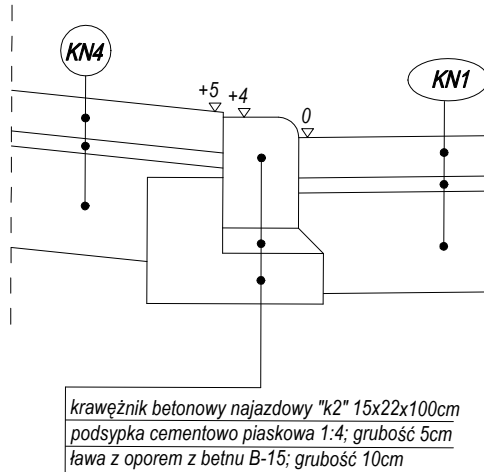 KN4
KN1
+5 +4
0
krawężnik betonowy najazdowy "k2" 15x22x100cm
podsypka cementowo piaskowa 1:4; grubość 5cm
ława z oporem z betnu B-15; grubość 10cm